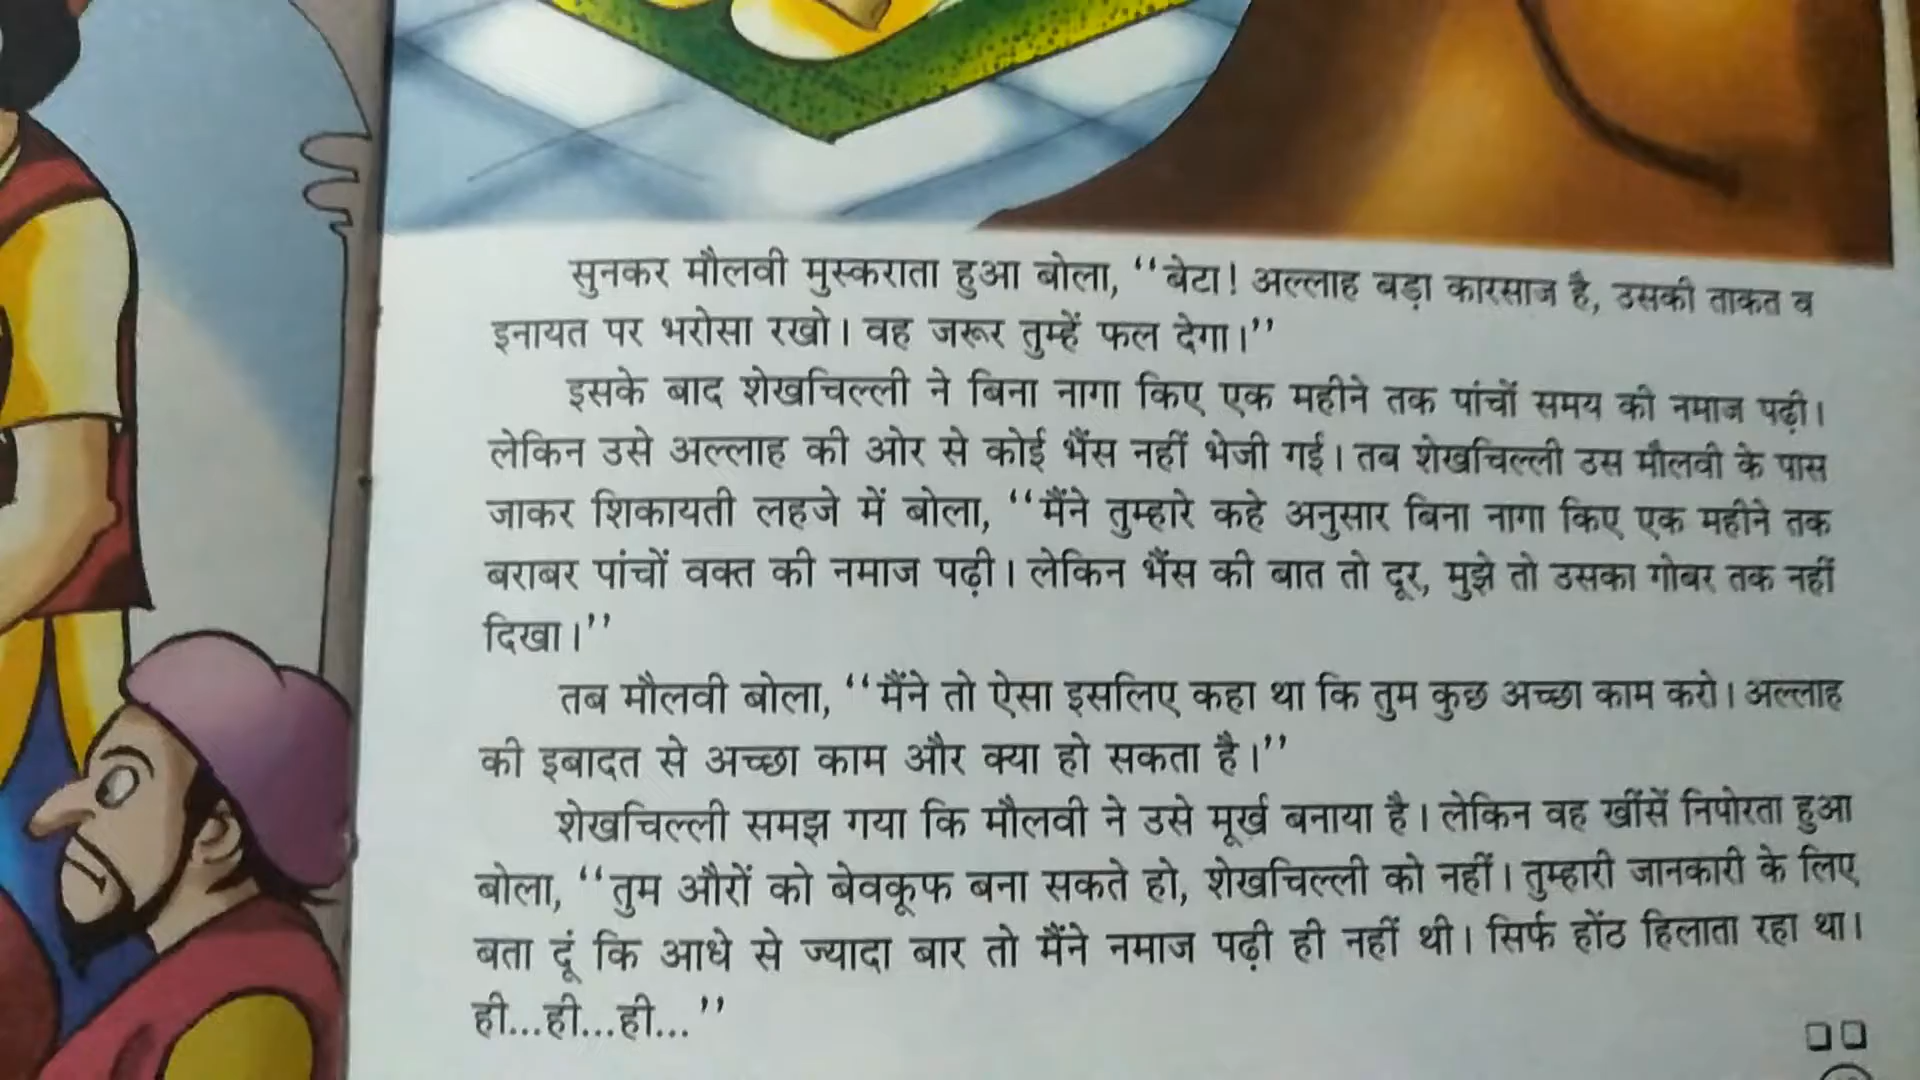 सुनकर मौलवी मुस्कराता हुआ बोला, ‘‘बेटा! अल्लाह बड़ा कारसाज है, उसकी ताकत व
इनायत पर भरोसा रखो। वह जरूर तुम्हें फल देगा।’’
इसके बाद शेखचिल्ली ने बिना नागा किए एक महीने तक पांचों समय की नमाज पढ़ी।
लेकिन उसे अल्लाह की ओर से कोई भैंस नहीं भेजी गई। तब शेखचिल्ली उस मौलवी के पास
जाकर शिकायती लहजे में बोला, ‘‘मैंने तुम्हारे कहे अनुसार बिना नागा किए एक महीने तक
बराबर पांचों वक्त की नमाज पढ़ी। लेकिन भैंस की बात तो दूर, मुझे तो उसका गोबर तक नहीं
दिखा।’’
तब मौलवी बोला, ‘‘मैंने तो ऐसा इसलिए कहा था कि तुम कुछ अच्छा काम करो। अल्लाह
की इबादत से अच्छा काम और क्या हो सकता है।’’
शेखचिल्ली समझ गया कि मौलवी ने उसे मूर्ख बनाया है। लेकिन वह खींसें निपोरता हुआ
बोला, ‘‘तुम औरों को बेवकूफ बना सकते हो, शेखचिल्ली को नहीं। तुम्हारी जानकारी के लिए
बता दूं कि आधे से ज्यादा बार तो मैंने नमाज पढ़ी ही नहीं थी। सिर्फ होंठ हिलाता रहा था।
ही...ही...ही...’’